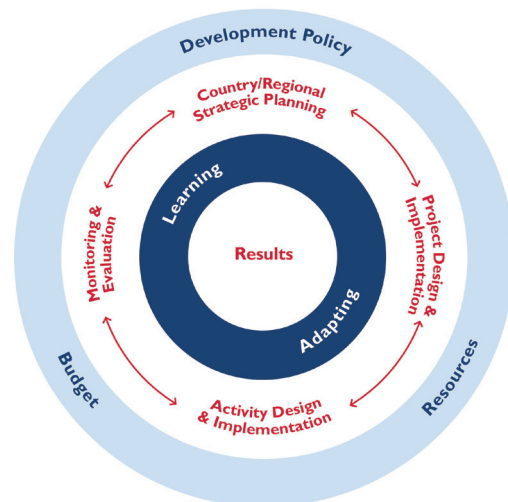 Development Policy
Country/Regional
Strategic Planning
Learning
Monitoring &
Evaluation
Results
Project Design &
Implementation
Adapting
Budget
Resources
Activity Design
& Implementation